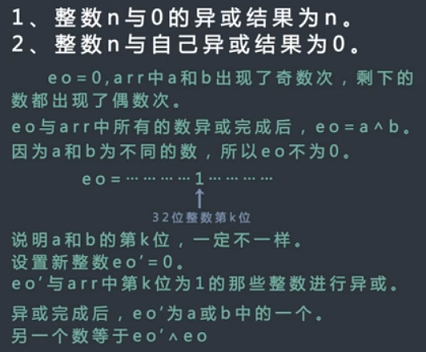 1、整数n与0的异或结果为n。
2、整数n与自己异或结果为0。
eo=0,arr中a和b出现了奇数次，剩下的
数都出现了偶数次。
eo与arr中所有的数异或完成后，eo=a^b。
因为a和b为不同的数，所以eo不为0。
eo=…………1…………
32位整数第k位
说明a和b的第k位，一定不一样。
设置新整数eo′=0。
eo′与arr中第k位为1的那些整数进行异或。
异或完成后，eo′为a或b中的一个。
另一个数等于eo′^eo